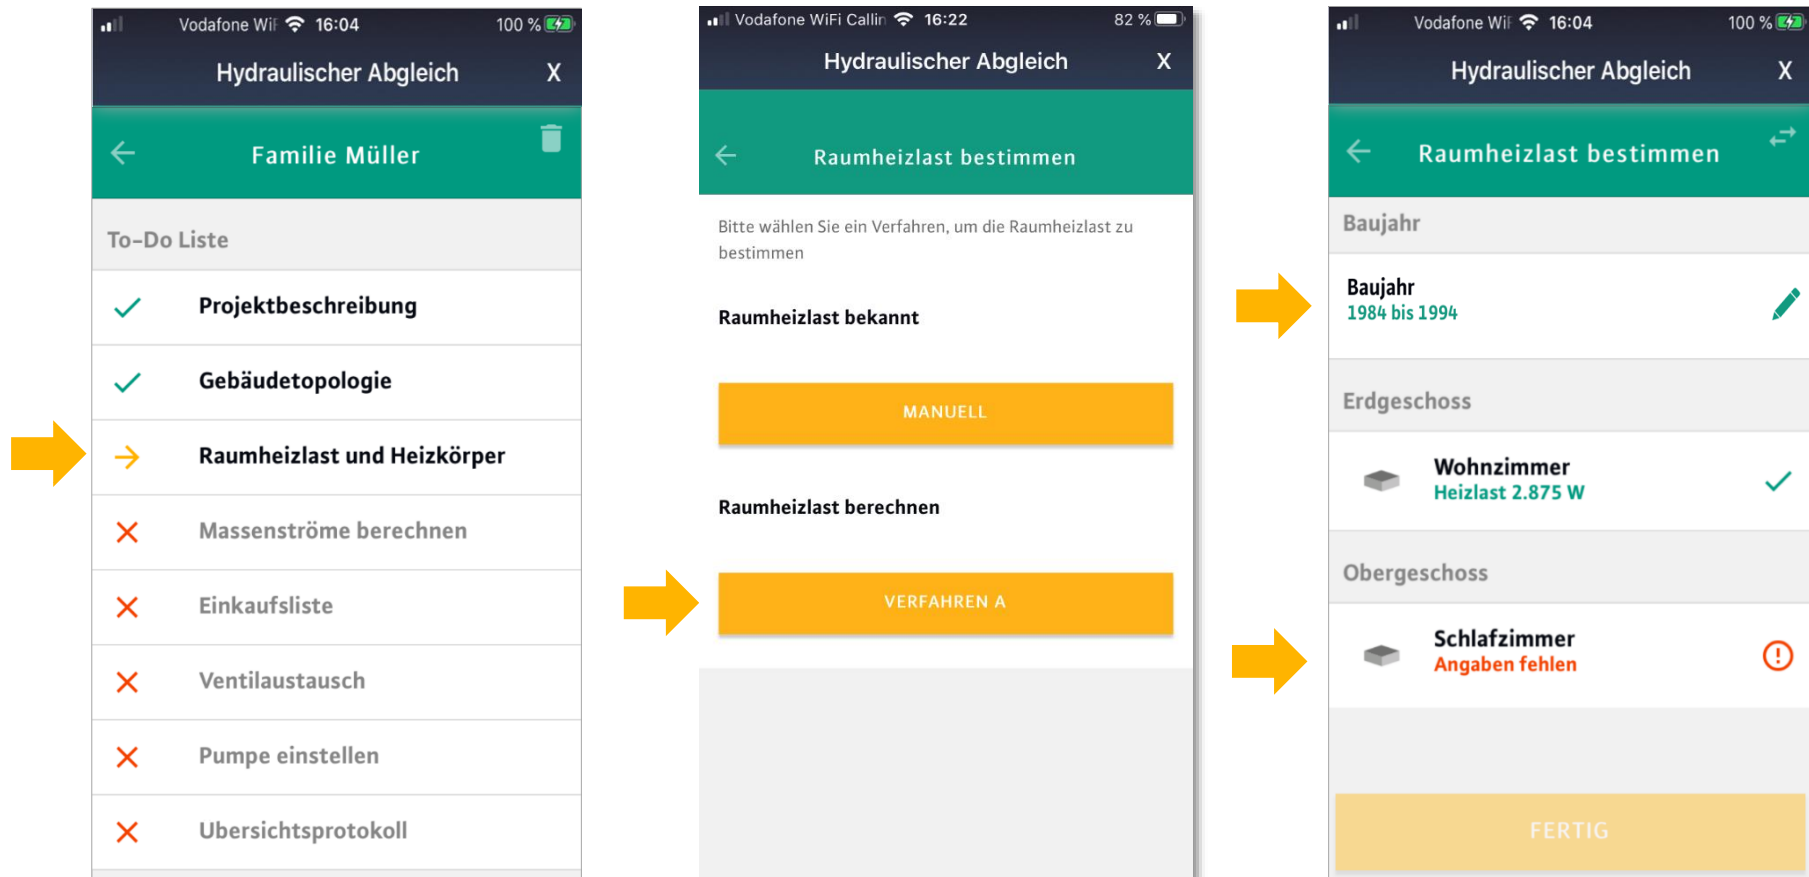 Vodafone WiF 16:04 100 %
Hydraulischer Abgleich X
Familie Müller
To-Do Liste
Projektbeschreibung
Gebäudetopologie
Raumheizlast und Heizkörper
Massenströme berechnen
Einkaufsliste
Ventilaustausch
Pumpe einstellen
Ubersichtsprotokoll
Vodafone WiFi Callin 16:22 82 %
Hydraulischer Abgleich X
Raumheizlast bestimmen
Bitte wählen Sie ein Verfahren, um die Raumheizlast zu
bestimmen
Raumheizlast bekannt
MANUELL
Raumheizlast berechnen
VERFAHREN A
Vodafone WiF 16:04 100 %
Hydraulischer Abgleich X
Raumheizlast bestimmen
Baujahr
Baujahr
1984 bis 1994
Erdgeschoss
Wohnzimmer
Heizlast 2.875 W
Obergeschoss
Schlafzimmer
Angaben fehlen
FERTIG